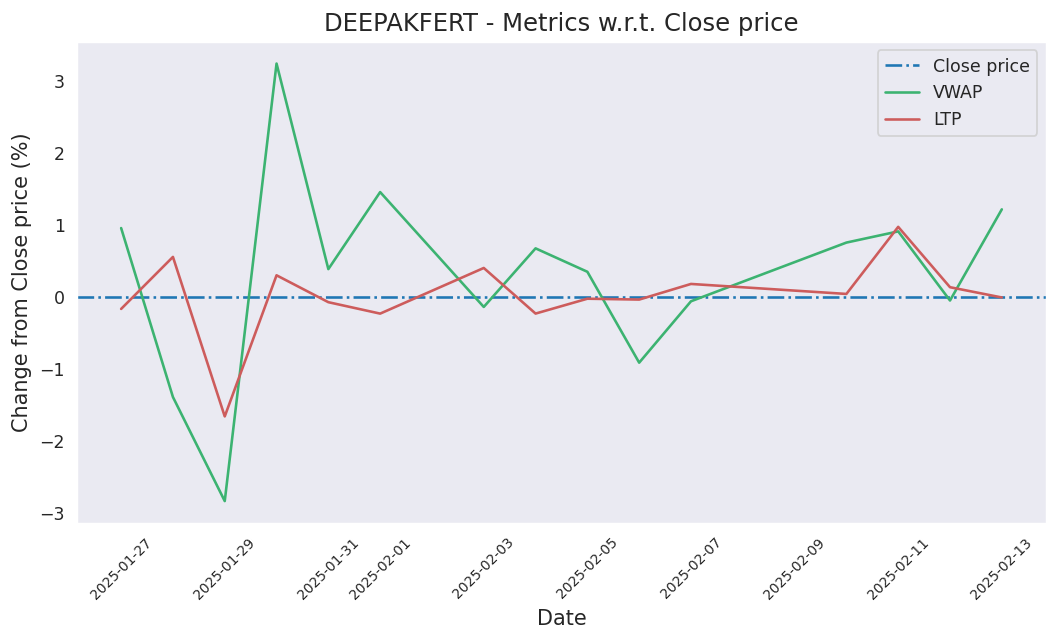 DEEPAKFERT - Metrics w.r.t. Close price
Close price
VWAP
LTP
Change from Close price (%)
3
2
1
0
−1
−2
−3
2025-01-27
2025-01-29
2025-01-31
2025-02-01
2025-02-03
2025-02-05
2025-02-07
2025-02-09
2025-02-11
2025-02-13
Date